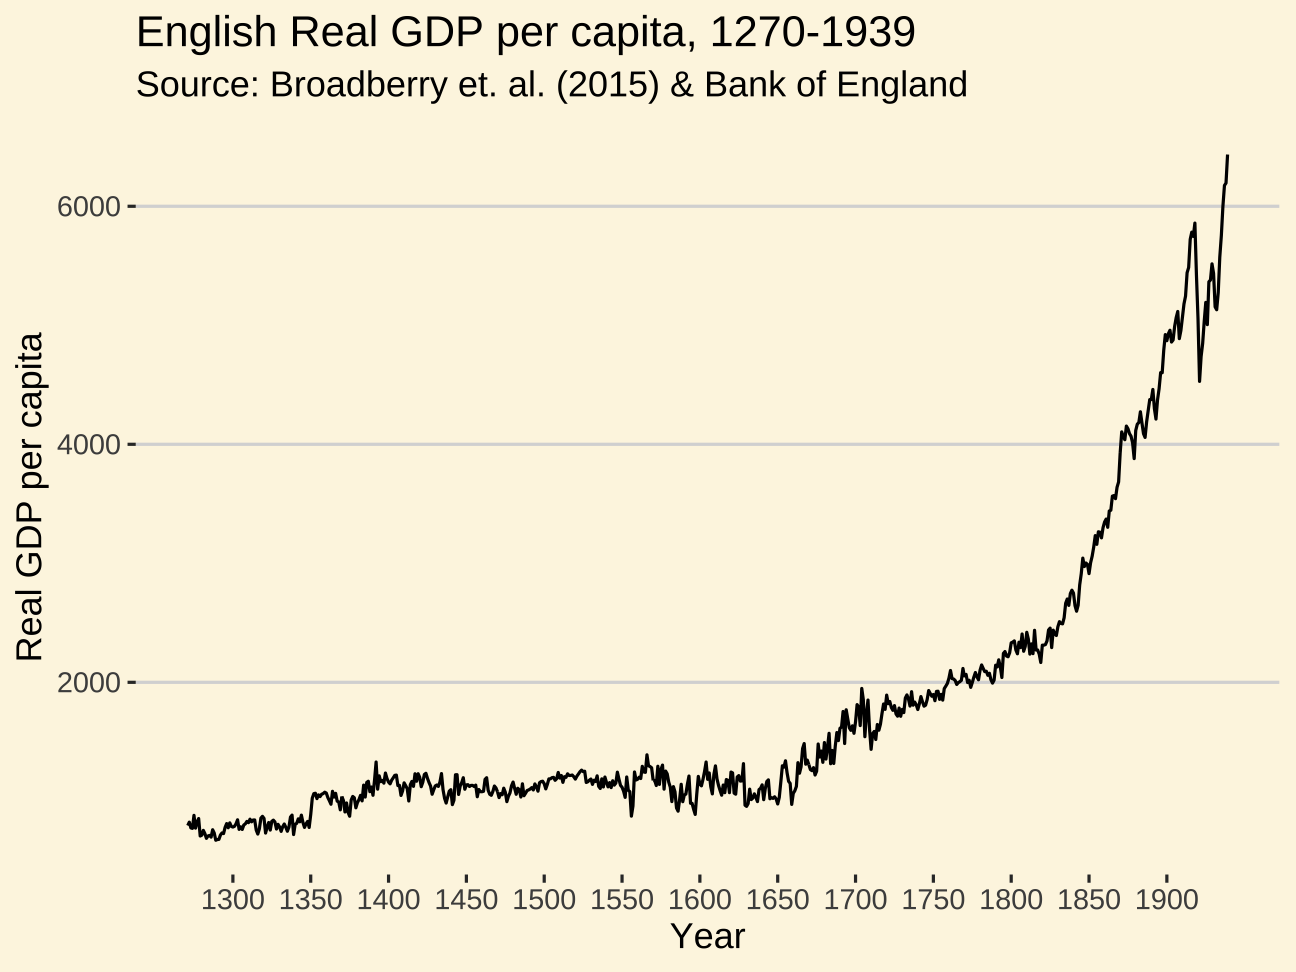 English Real GDP per capita, 1270-1939
Source: Broadberry et. al. (2015) & Bank of England
Real GDP per capita
6000
4000
2000
1300 1350 1400 1450 1500 1550 1600 1650 1700 1750 1800 1850 1900
Year